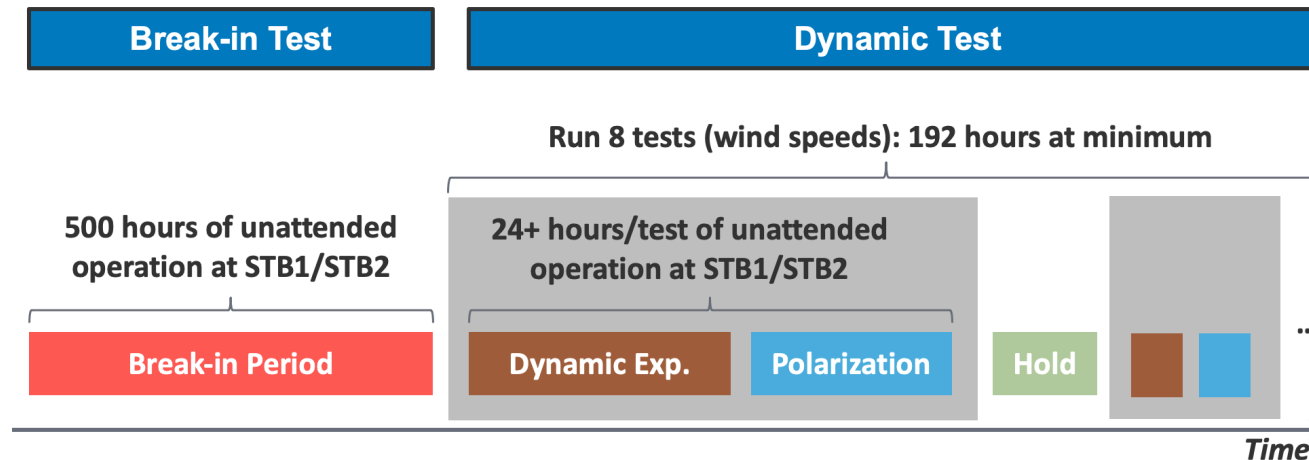 Break-in Test
Dynamic Test
Run 8 tests (wind speeds): 192 hours at minimum
500 hours of unattended
operation at STB1/STB2
24+ hours/test of unattended
operation at STB1/STB2
Break-in Period
Dynamic Exp.
Polarization
Hold
..
Time